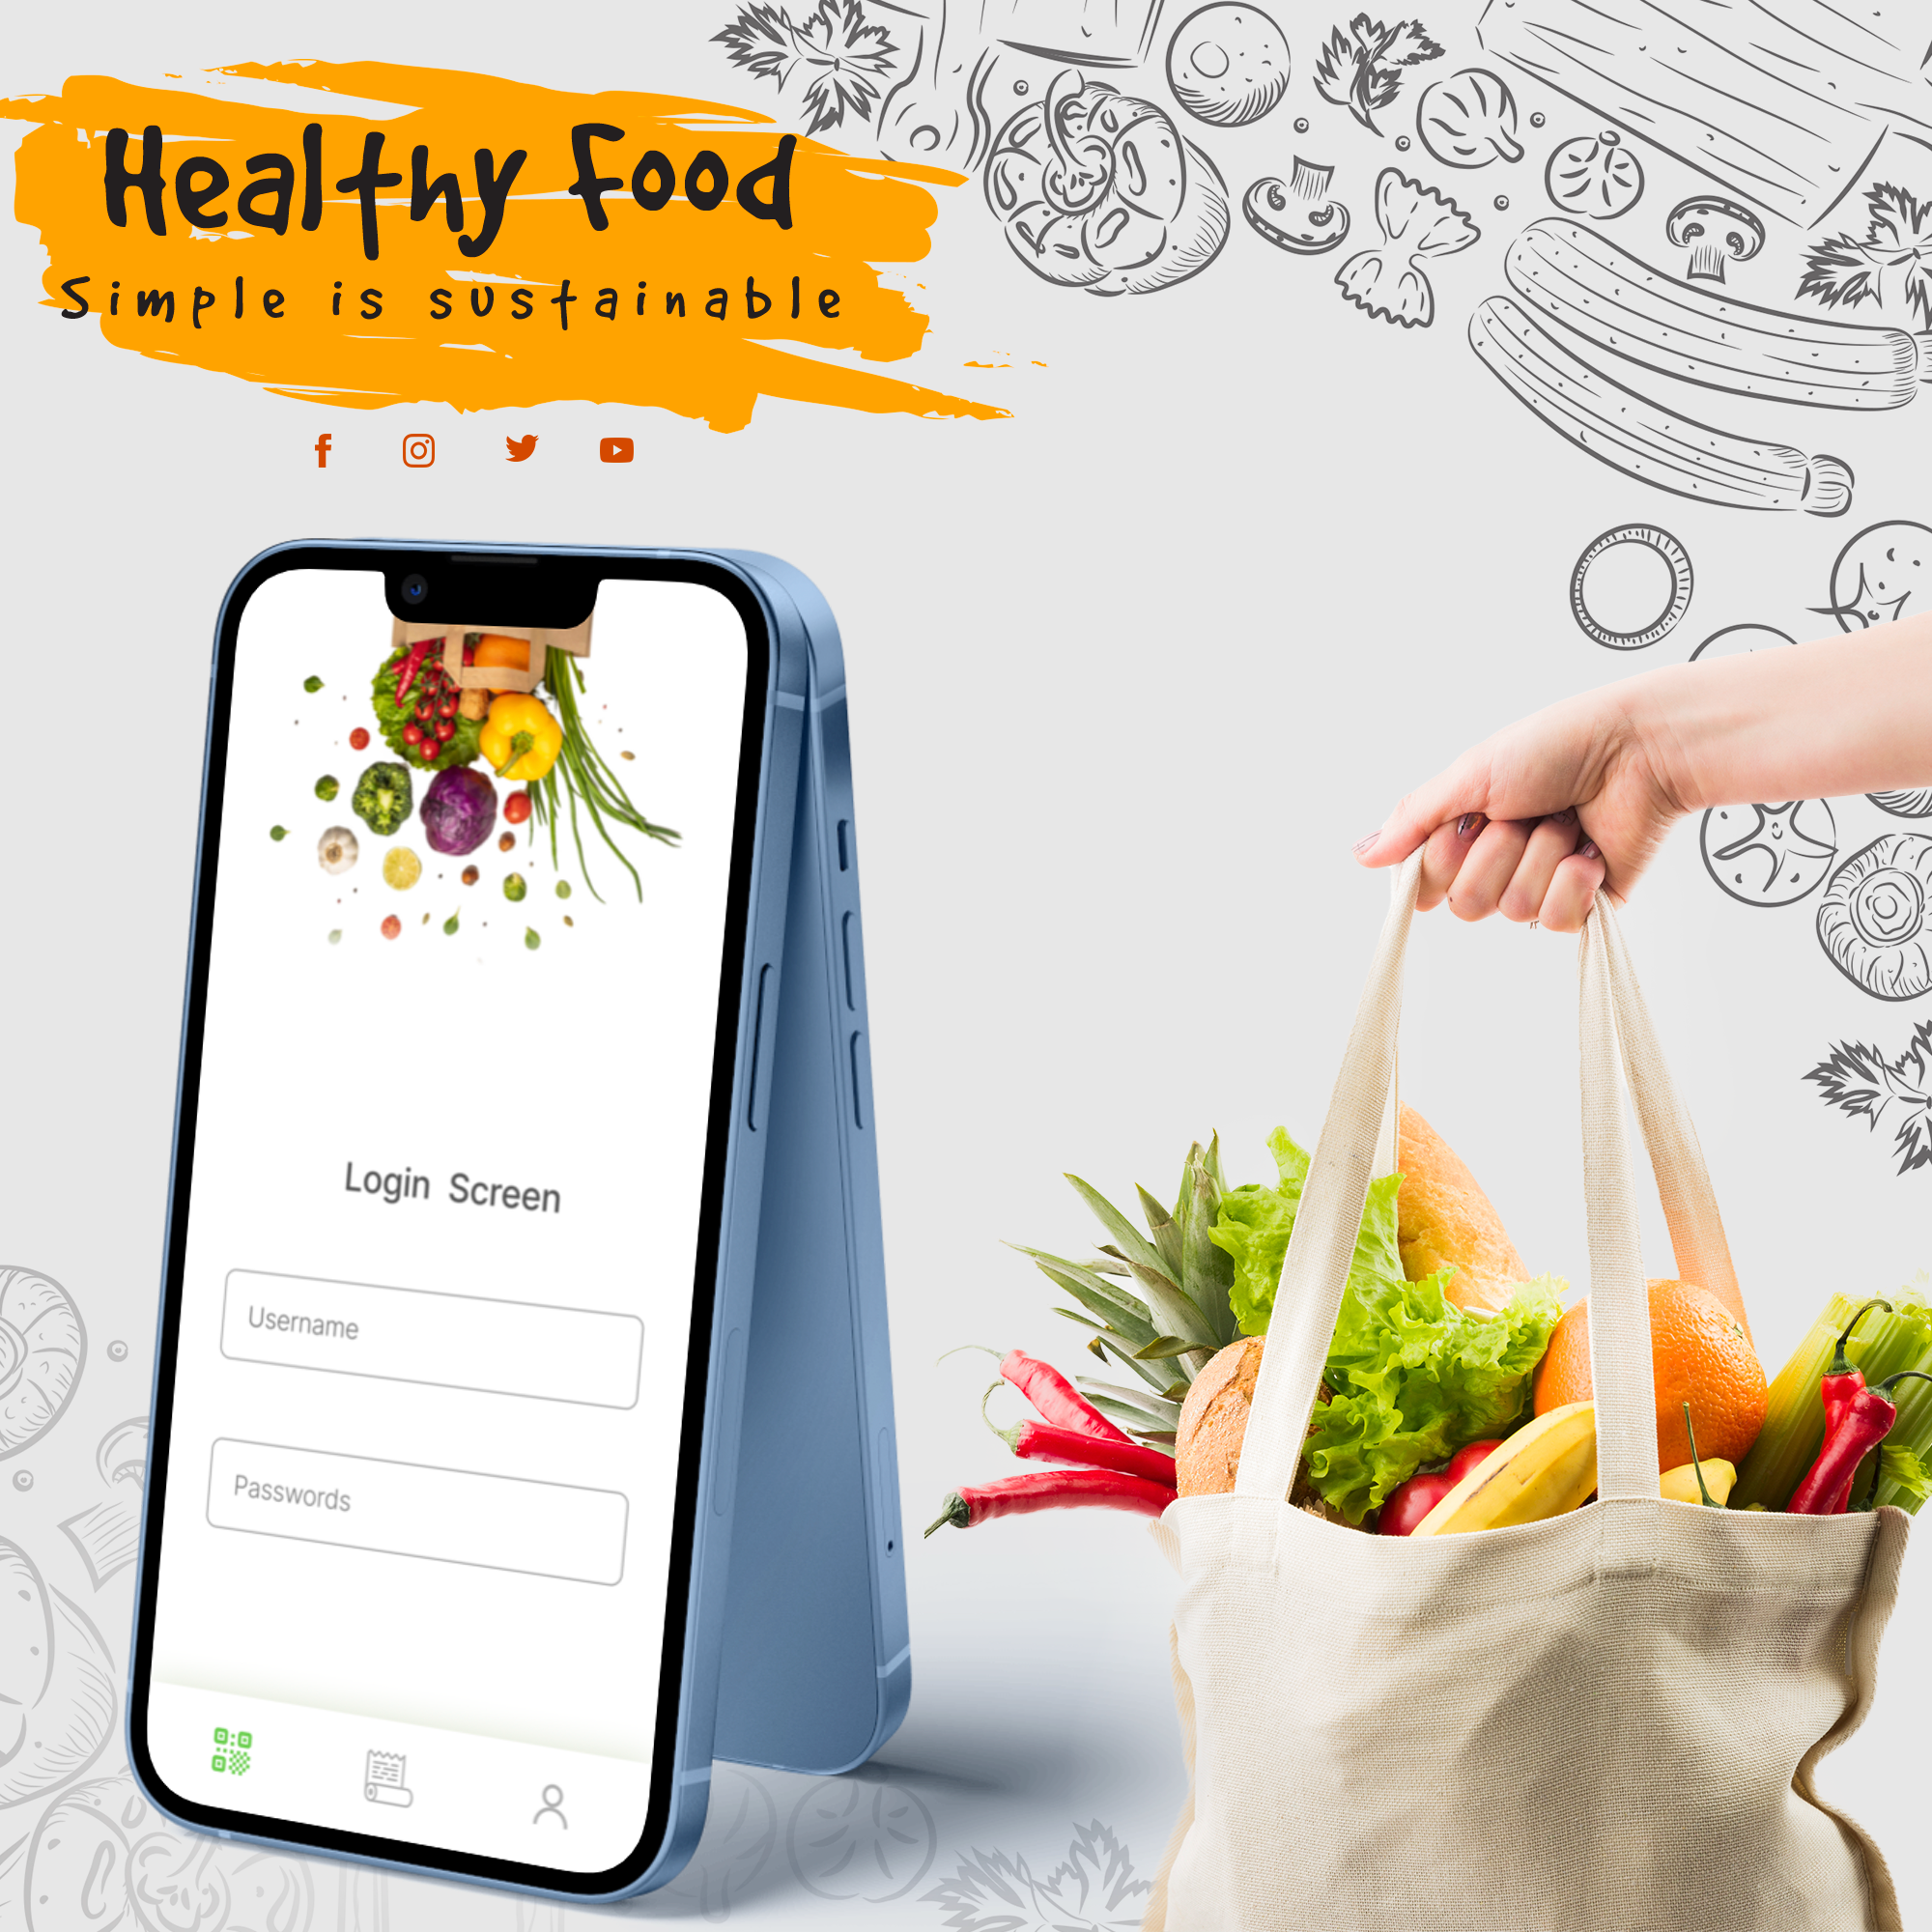 Healthy Food
Simple is sustainable
Login Screen
Username
Passwords